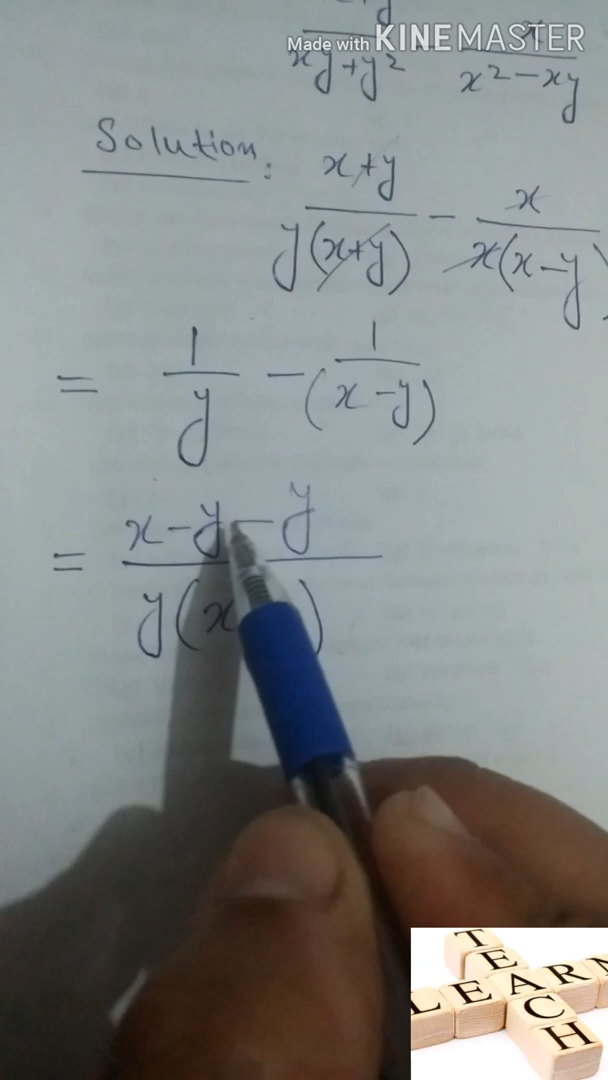 Made with KINEMASTER
xy+y² x² - xy
Solution: x+y / y(x+y) - x / x(x-y)
= 1/y - 1/(x-y)
= x-y-y / y(x )
TEACH
LEARN